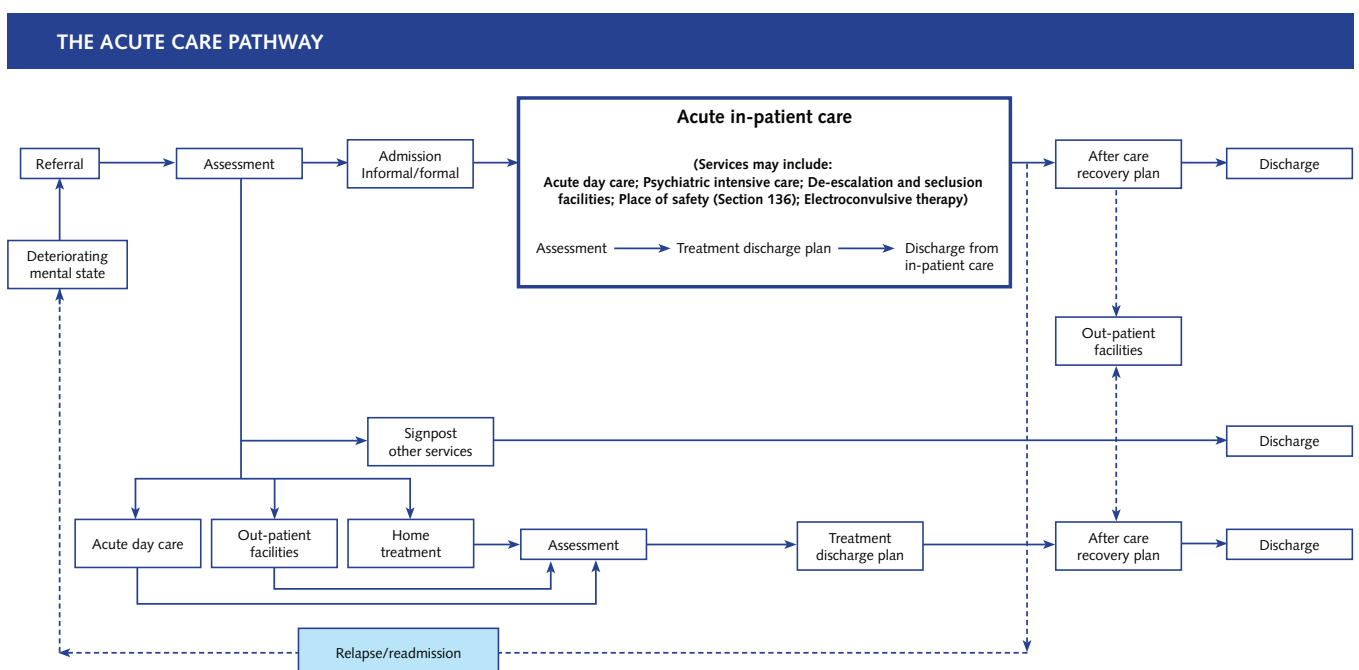 THE ACUTE CARE PATHWAY
Acute in-patient care
(Services may include:
Acute day care; Psychiatric intensive care; De-escalation and seclusion
facilities; Place of safety (Section 136); Electroconvulsive therapy)
Assessment
Treatment discharge plan
Discharge from
in-patient care
Referral
Assessment
Admission
Informal/formal
After care
recovery plan
Discharge
Deteriorating
mental state
Out-patient
facilities
Signpost
other services
Discharge
Acute day care
Out-patient
facilities
Home
treatment
Assessment
Treatment
discharge plan
After care
recovery plan
Discharge
Relapse/readmission